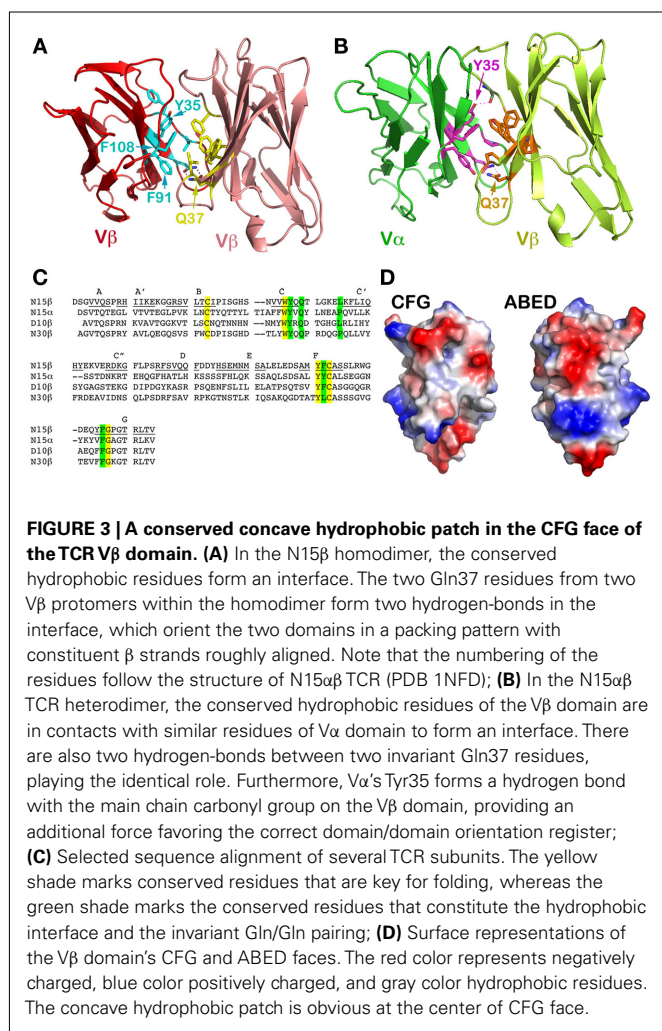 A
B
Y35
Y35
F108
F91
Q37
Q37
Vβ
Vβ
Vα
Vβ
C
D
A A' B C C'
N15β DSGVVQSPRH IIKEKGGRSV LTCIPISGHS --NVVWYQQT LGKELKFLIQ
N15α DSVTQTEGL VTVTEGLPVK LNCTYQTTYL TIAFFWYVQY LNEAPQVLLK
D10β AVTQSPRN KVAVTGGKVT LSCNQTNNHN --NMYWYRQD TGHGLRLIHY
N30β AVTQSPRY AVLEQGYSVS FWCDPISGHT --TLYWYQQP RDQGPQLLVY
C" D E F
N15β HYEKVERDKG FLPSRFSVQQ FDDYHSEMNM SALELEDSAM YFCASSLRWG
N15α --SSTDNKRT EHQGFHATLH KSSSSFHLQK SSAQLSDSAL YYCALSE---
D10β SYGAGSTEKG DIPDGYKASR PSQENFSLIL ELATPSQTSV YFCASGGQGR
N30β FRDEAVIDNS QLPSDRFSAV RPKGTNSTLK IQSAKQGDTAT YLCASSSGVG
G
N15β DEQYFGPGT RLTV
N15α -YKYVFGAGT RLKV
D10β AEQFFGPGT RLTV
N30β TEVFFGKGT RLTV
CFG
ABED
FIGURE 3 | A conserved concave hydrophobic patch in the CFG face of
the TCR Vβ domain. (A) In the N15β homodimer, the conserved
hydrophobic residues form an interface. The two Gln37 residues from two
Vβ protomers within the homodimer form two hydrogen-bonds in the
interface, which orient the two domains in a packing pattern with
constituent β strands roughly aligned. Note that the numbering of the
residues follow the structure of N15αβ TCR (PDB 1NFD); (B) In the N15αβ
TCR heterodimer, the conserved hydrophobic residues of the Vβ domain are
in contacts with similar residues of Vα domain to form an interface. There
are also two hydrogen-bonds between two invariant Gln37 residues,
playing the identical role. Furthermore, Vα's Tyr35 forms a hydrogen bond
with the main chain carbonyl group on the Vβ domain, providing an
additional force favoring the correct domain/domain orientation register;
(C) Selected sequence alignment of several TCR subunits. The yellow
shade marks conserved residues that are key for folding, whereas the
green shade marks the conserved residues that constitute the hydrophobic
interface and the invariant Gln/Gln pairing; (D) Surface representations of
the Vβ domain's CFG and ABED faces. The red color represents negatively
charged, blue color positively charged, and gray color hydrophobic residues.
The concave hydrophobic patch is obvious at the center of CFG face.